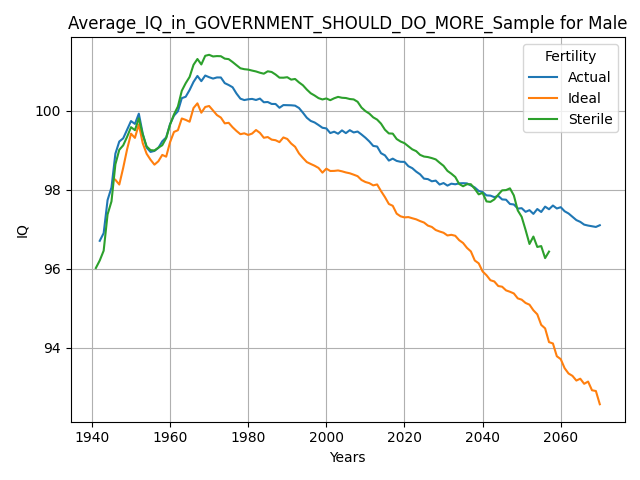 Average_IQ_in_GOVERNMENT_SHOULD_DO_MORE_Sample for Male
Fertility
Actual
Ideal
Sterile
IQ
100
98
96
94
1940 1960 1980 2000 2020 2040 2060
Years